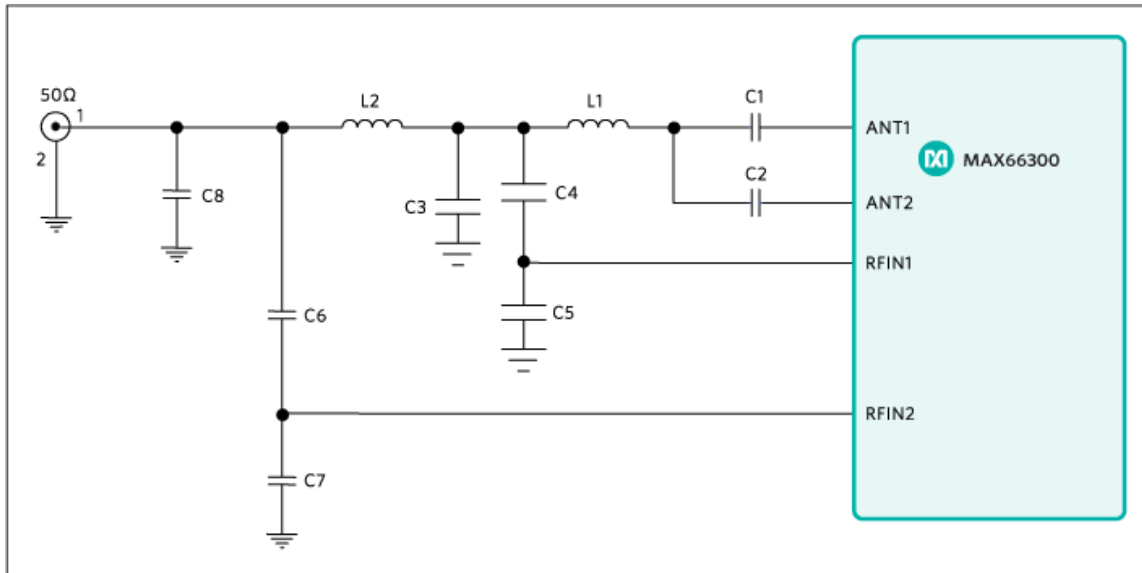 50Ω
1
2
C8
L2
C3
C4
L1
C1
C2
C5
C6
C7
ANT1
MAX66300
ANT2
RFIN1
RFIN2